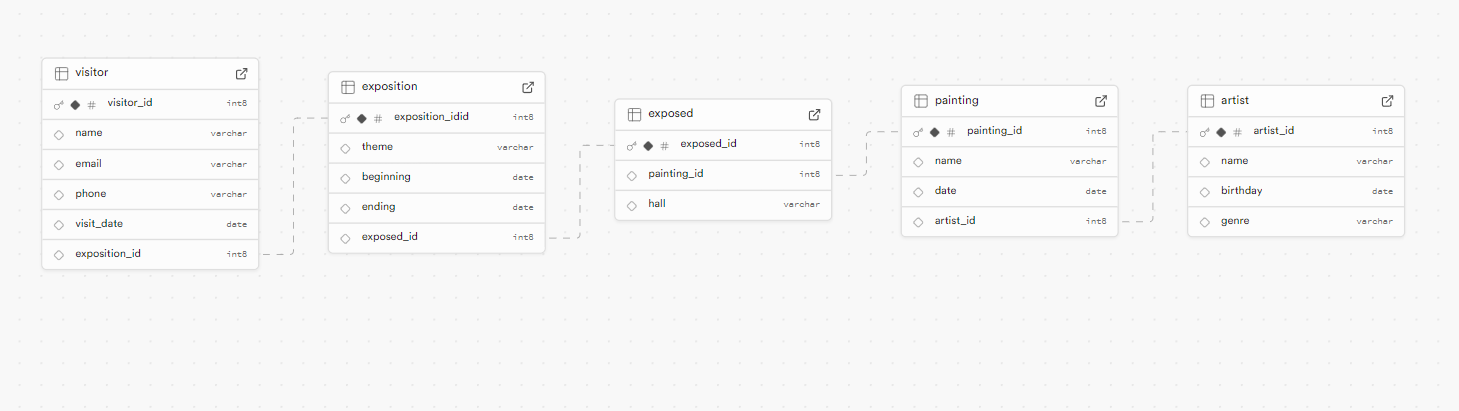 visitor
visitor_id int8
name varchar
email varchar
phone varchar
visit_date date
exposition_id int8
exposition
exposition_idid int8
theme varchar
beginning date
ending date
exposed_id int8
exposed
exposed_id int8
painting_id int8
hall varchar
painting
painting_id int8
name varchar
date date
artist_id int8
artist
artist_id int8
name varchar
birthday date
genre varchar